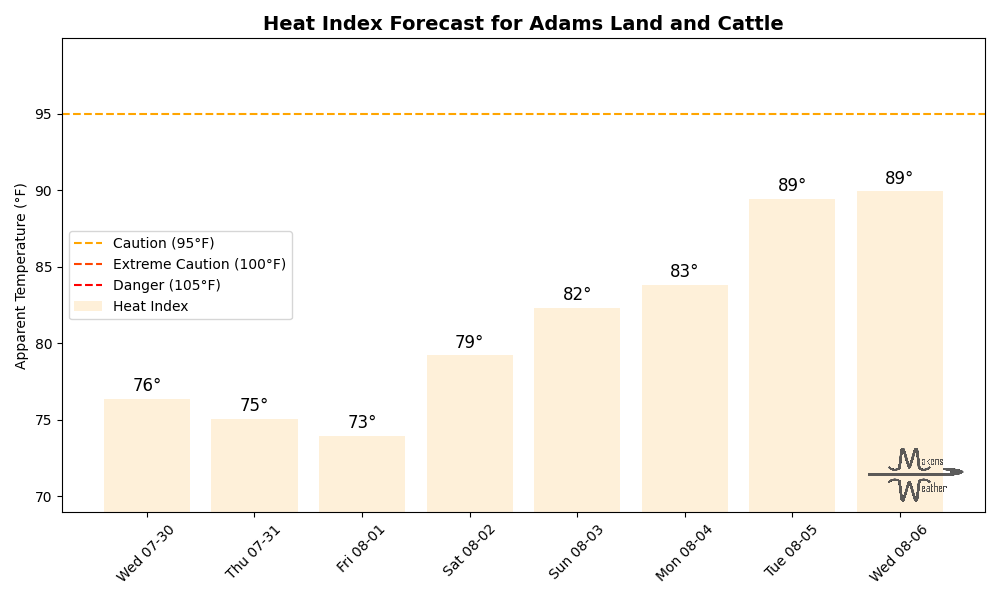 Heat Index Forecast for Adams Land and Cattle
Apparent Temperature (°F)
95
90
85
80
75
70
Caution (95°F)
Extreme Caution (100°F)
Danger (105°F)
Heat Index
76°
75°
73°
79°
82°
83°
89°
89°
Wed 07-30
Thu 07-31
Fri 08-01
Sat 08-02
Sun 08-03
Mon 08-04
Tue 08-05
Wed 08-06
Weather